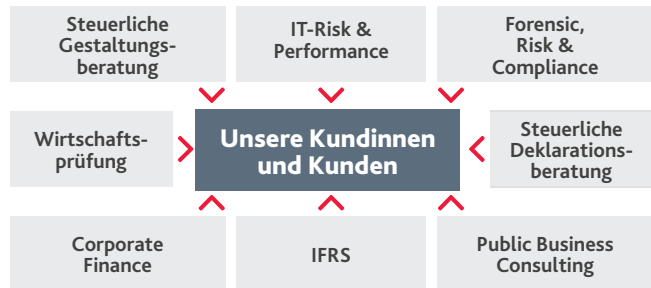 Steuerliche
Gestaltungs-
beratung
IT-Risk &
Performance
Forensic,
Risk &
Compliance
Wirtschafts-
prüfung
Unsere Kundinnen
und Kunden
Steuerliche
Deklarations-
beratung
Corporate
Finance
IFRS
Public Business
Consulting